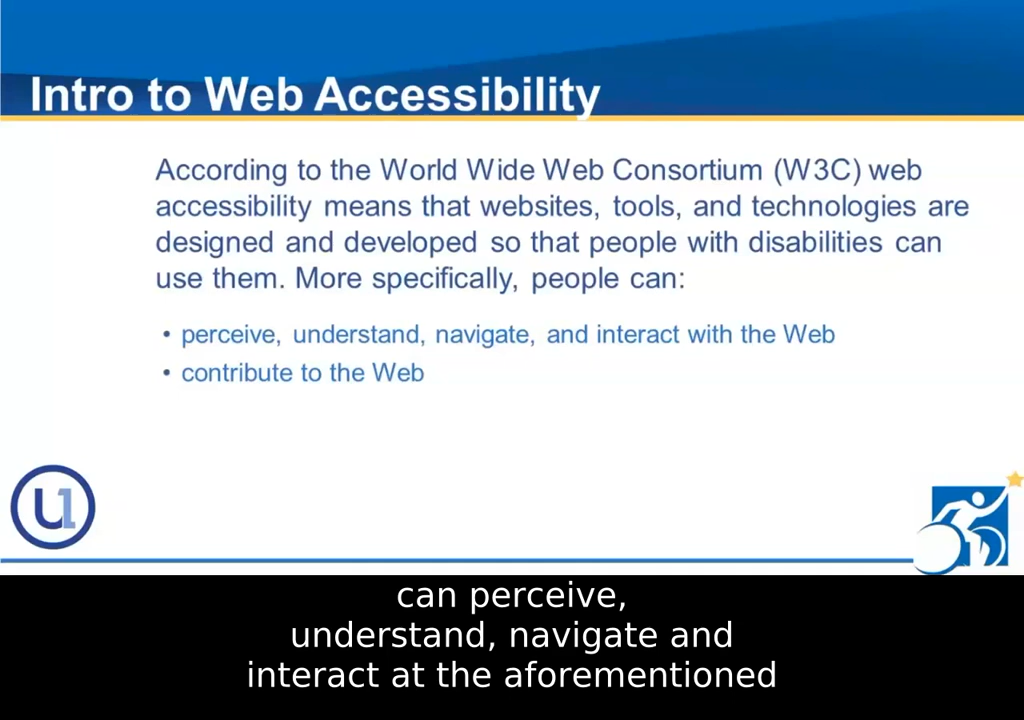 Intro to Web Accessibility
According to the World Wide Web Consortium (W3C) web
accessibility means that websites, tools, and technologies are
designed and developed so that people with disabilities can
use them. More specifically, people can:
• perceive, understand, navigate, and interact with the Web
• contribute to the Web
U1
can perceive,
understand, navigate and
interact at the aforementioned